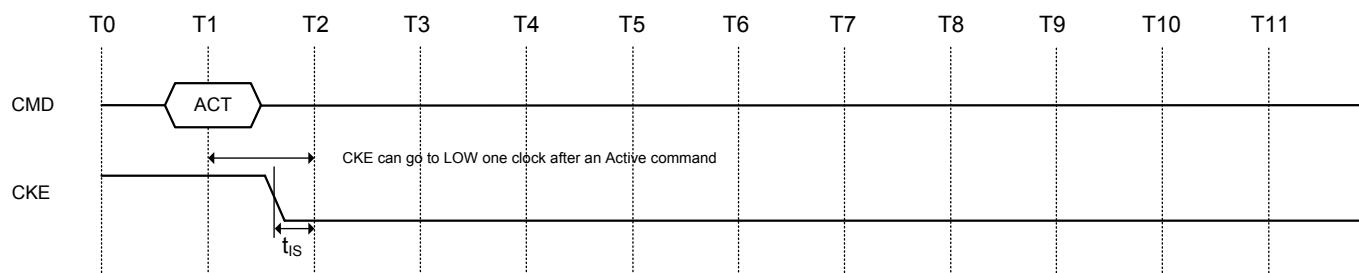 T0 T1 T2 T3 T4 T5 T6 T7 T8 T9 T10 T11
CMD ACT
CKE can go to LOW one clock after an Active command
CKE
tIS